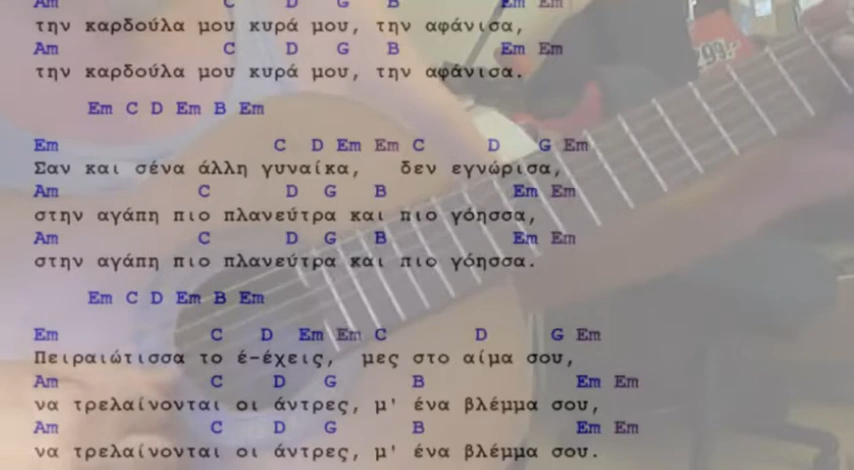 Am C D G B Em Em
την καρδούλα μου κυρά μου, την αφάνισα,
Am C D G B Em Em
την καρδούλα μου κυρά μου, την αφάνισα.
Em C D Em B Em
Em C D Em Em C D G Em
Σαν και σένα άλλη γυναίκα, δεν εγνώρισα,
Am C D G B Em Em
στην αγάπη πιο πλανεύτρα και πιο γόησσα,
Am C D G B Em Em
στην αγάπη πιο πλανεύτρα και πιο γόησσα.
Em C D Em B Em
Em C D Em Em C D G Em
Πειραιώτισσα το έ-έχεις, μες στο αίμα σου,
Am C D G B Em Em
να τρελαίνονται οι άντρες, μ' ένα βλέμμα σου,
Am C D G B Em Em
να τρελαίνονται οι άντρες, μ' ένα βλέμμα σου.